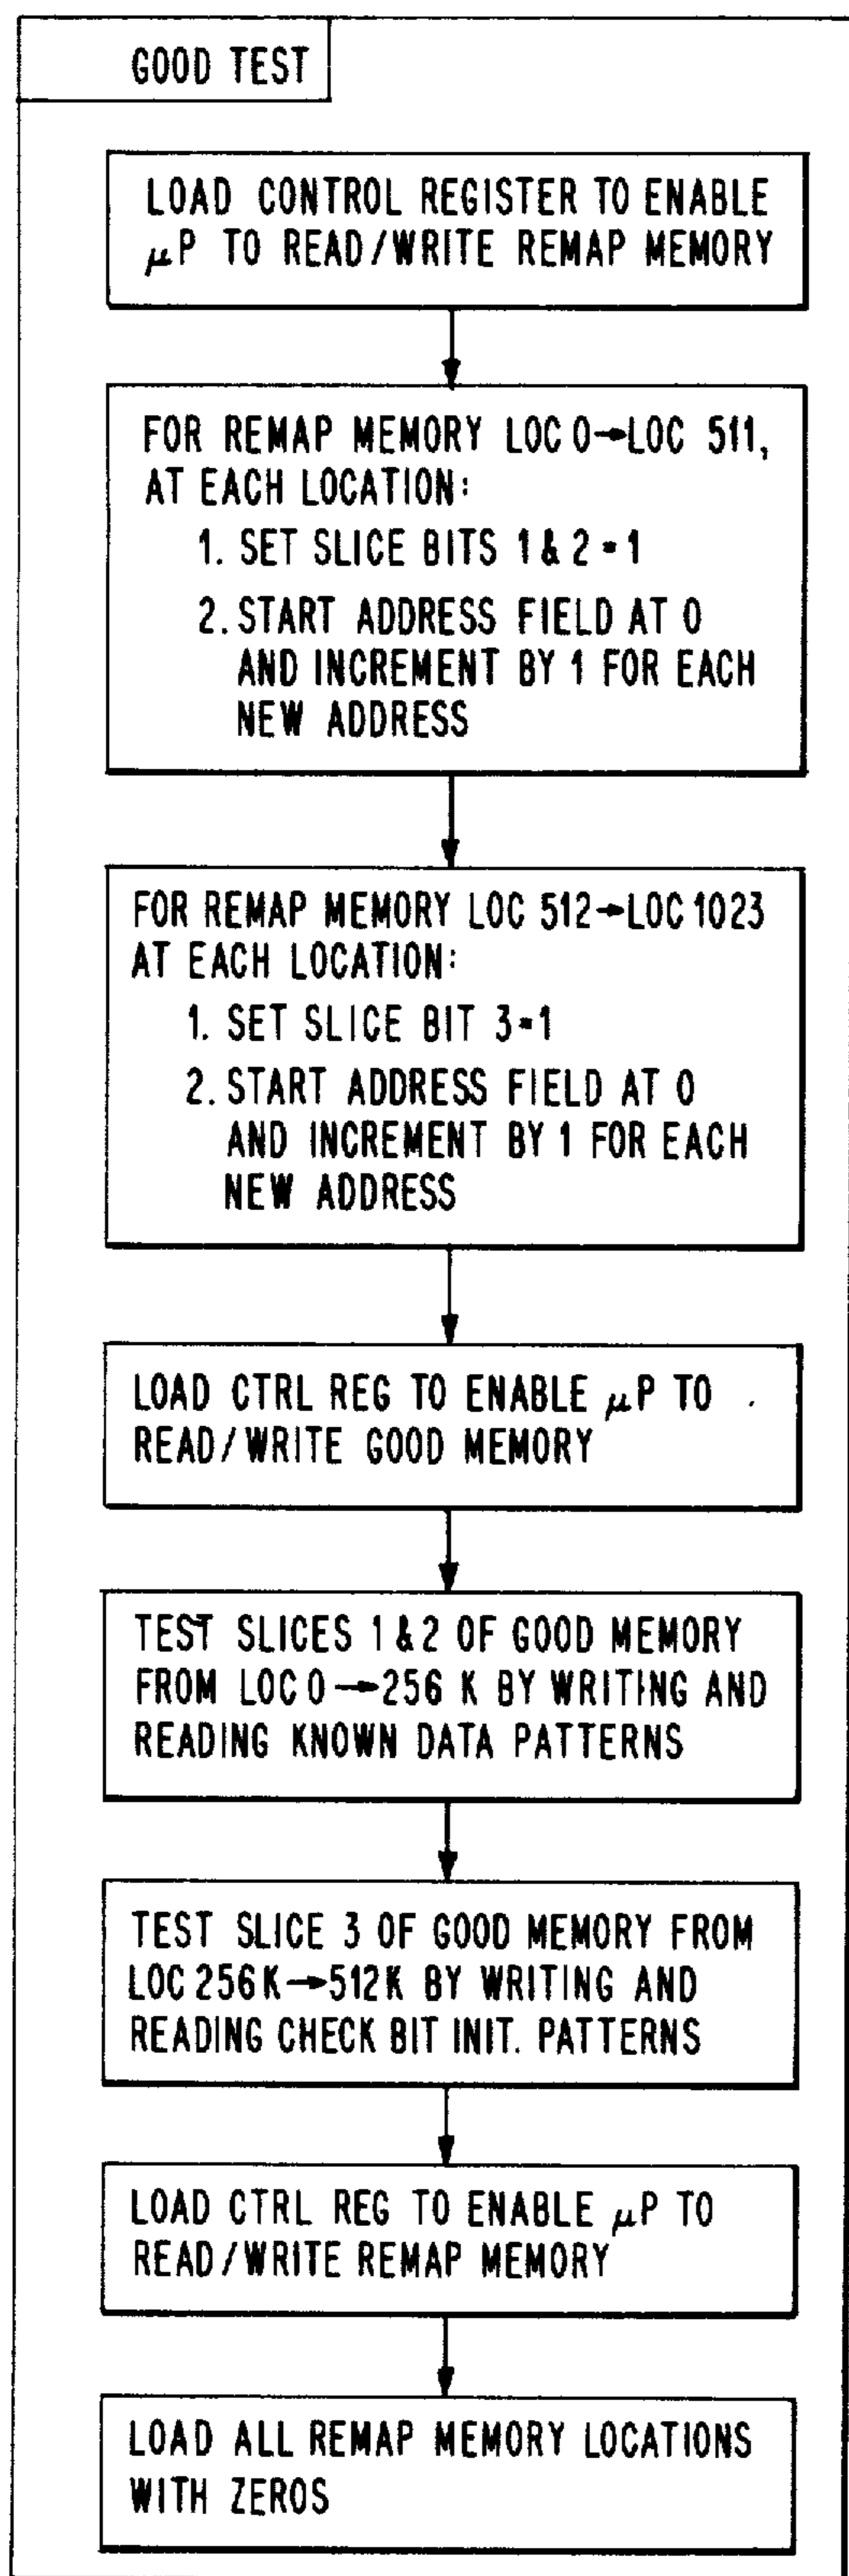 GOOD TEST
LOAD CONTROL REGISTER TO ENABLE
μP TO READ/WRITE REMAP MEMORY
FOR REMAP MEMORY LOC 0→LOC 511,
AT EACH LOCATION:
1. SET SLICE BITS 1 & 2=1
2. START ADDRESS FIELD AT 0
AND INCREMENT BY 1 FOR EACH
NEW ADDRESS
FOR REMAP MEMORY LOC 512→LOC 1023
AT EACH LOCATION:
1. SET SLICE BIT 3=1
2. START ADDRESS FIELD AT 0
AND INCREMENT BY 1 FOR EACH
NEW ADDRESS
LOAD CTRL REG TO ENABLE μP TO
READ/WRITE GOOD MEMORY
TEST SLICES 1 & 2 OF GOOD MEMORY
FROM LOC 0→256 K BY WRITING AND
READING KNOWN DATA PATTERNS
TEST SLICE 3 OF GOOD MEMORY FROM
LOC 256K→512K BY WRITING AND
READING CHECK BIT INIT. PATTERNS
LOAD CTRL REG TO ENABLE μP TO
READ/WRITE REMAP MEMORY
LOAD ALL REMAP MEMORY LOCATIONS
WITH ZEROS